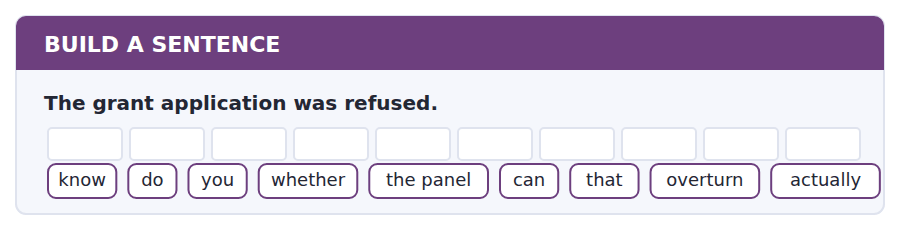 BUILD A SENTENCE
The grant application was refused.
know do you whether the panel can that overturn actually